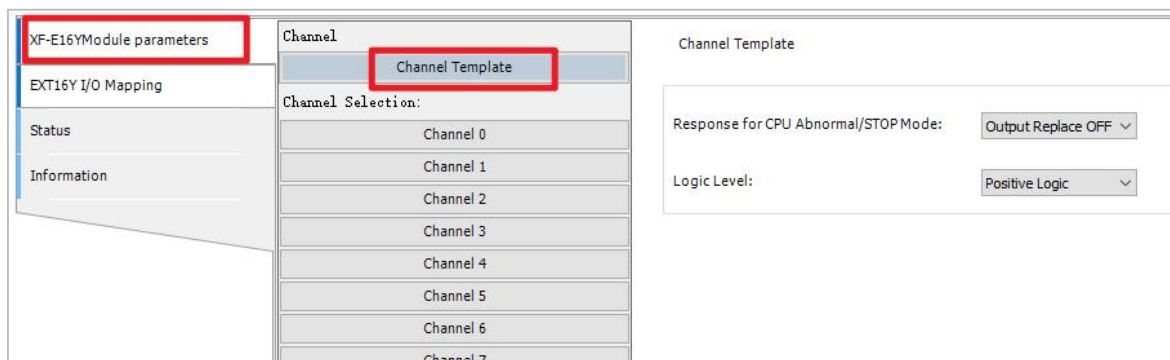 XF-E16YModule parameters
EXT16Y I/O Mapping
Status
Information
Channel
Channel Template
Channel Selection:
Channel 0
Channel 1
Channel 2
Channel 3
Channel 4
Channel 5
Channel 6
Channel 7
Channel Template
Response for CPU Abnormal/STOP Mode:
Output Replace OFF
Logic Level:
Positive Logic